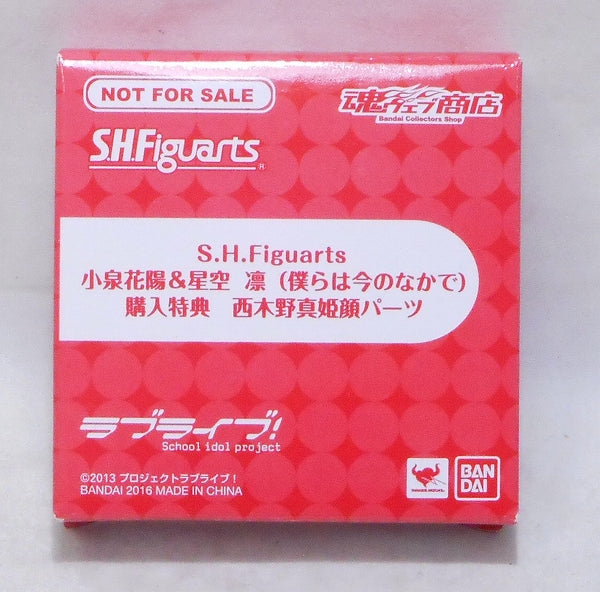 NOT FOR SALE
魂ウェブ商店
Bandai Collectors Shop
S.H.Figuarts
®
S.H.Figuarts
小泉花陽&星空 凛（僕らは今のなかで）
購入特典 西木野真姫顔パーツ
ラブライブ!
School idol project
©2013 プロジェクトラブライブ！
BANDAI 2016 MADE IN CHINA
BAN
DAI